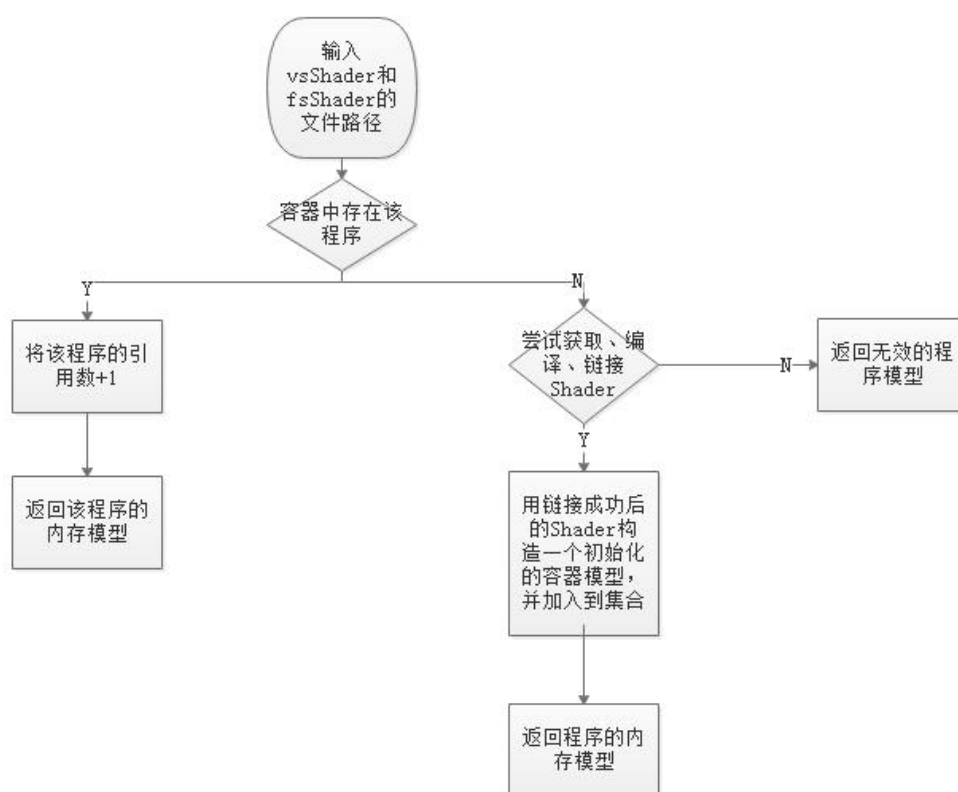 输入
vsShader和
fsShader的
文件路径
容器中存在该
程序
Y
N
将该程序的引
用数+1
尝试获取、编
译、链接
Shader
N
返回无效的程
序模型
Y
返回该程序的
内存模型
用链接成功后
的Shader构
造一个初始化
的容器模型，
并加入到集合
返回程序的内
存模型